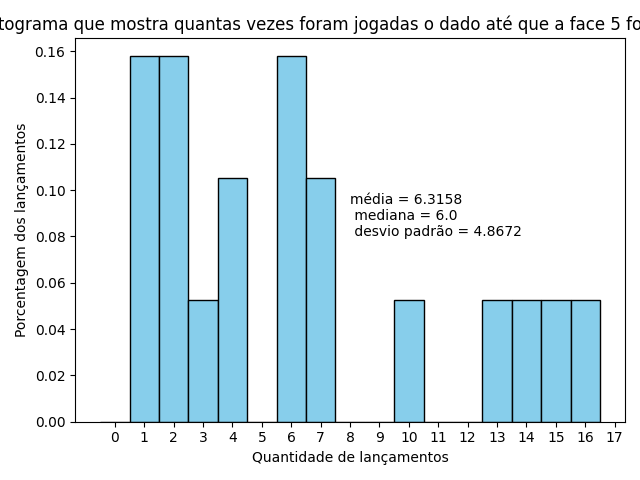 tograma que mostra quantas vezes foram jogadas o dado até que a face 5 fo
0.16
0.14
0.12
0.10
0.08
0.06
0.04
0.02
0.00
Porcentagem dos lançamentos
média = 6.3158
mediana = 6.0
desvio padrão = 4.8672
0 1 2 3 4 5 6 7 8 9 10 11 12 13 14 15 16 17
Quantidade de lançamentos